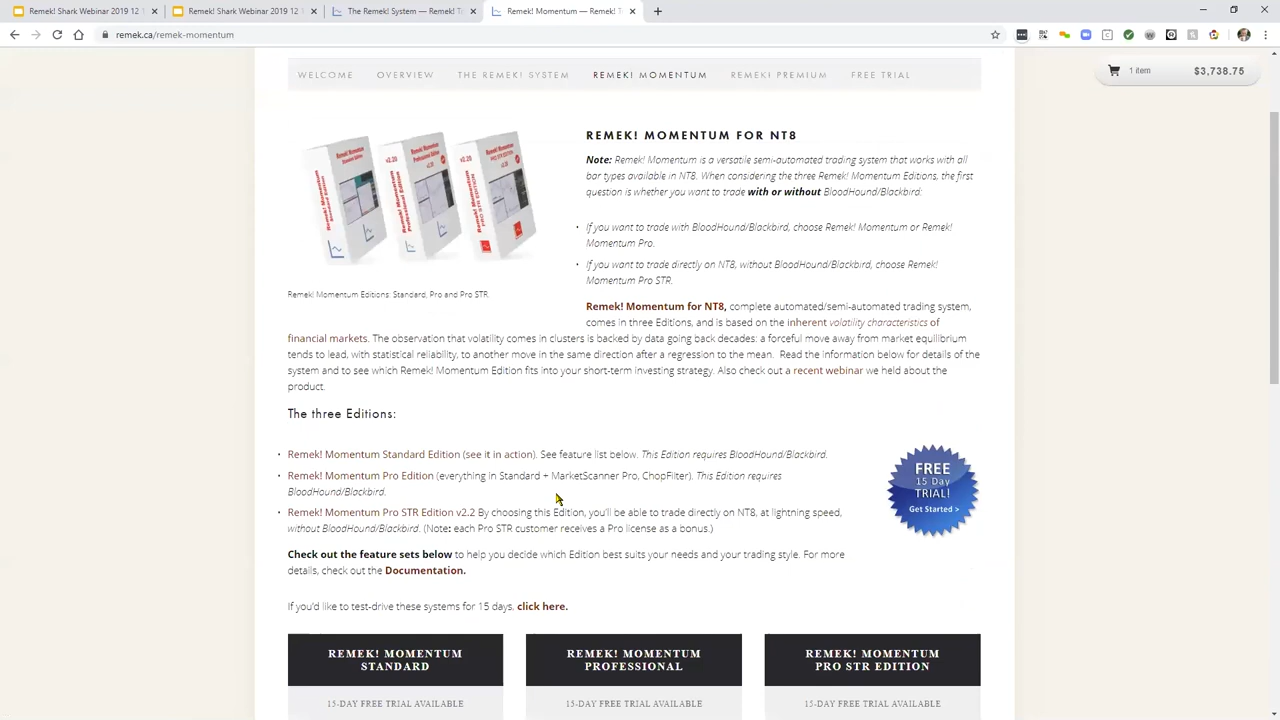 Remek! Shark Webinar 2019 12 1
Remek! Shark Webinar 2019 12
The Remek! System — Remek! Ti
Remek! Momentum — Remek! T
remek.ca/remek-momentum
WELCOME OVERVIEW THE REMEK! SYSTEM REMEK! MOMENTUM REMEK! PREMIUM FREE TRIAL
1 item $3,738.75
REMEK! MOMENTUM FOR NT8
Note: Remek! Momentum is a versatile semi-automated trading system that works with all
bar types available in NT8. When considering the three Remek! Momentum Editions, the first
question is whether you want to trade with or without BloodHound/Blackbird:
If you want to trade with BloodHound/Blackbird, choose Remek! Momentum or Remek!
Momentum Pro.
If you want to trade directly on NT8, without BloodHound/Blackbird, choose Remek!
Momentum Pro STR.
Remek! Momentum Editions: Standard, Pro and Pro STR.
Remek! Momentum for NT8, complete automated/semi-automated trading system,
comes in three Editions, and is based on the inherent volatility characteristics of
financial markets. The observation that volatility comes in clusters is backed by data going back decades: a forceful move away from market equilibrium
tends to lead, with statistical reliability, to another move in the same direction after a regression to the mean. Read the information below for details of the
system and to see which Remek! Momentum Edition fits into your short-term investing strategy. Also check out a recent webinar we held about the
product.
The three Editions:
Remek! Momentum Standard Edition (see it in action). See feature list below. This Edition requires BloodHound/Blackbird.
Remek! Momentum Pro Edition (everything in Standard + MarketScanner Pro, ChopFilter). This Edition requires
BloodHound/Blackbird.
Remek! Momentum Pro STR Edition v2.2 By choosing this Edition, you'll be able to trade directly on NT8, at lightning speed,
without BloodHound/Blackbird. (Note: each Pro STR customer receives a Pro license as a bonus.)
FREE
15 Day
TRIAL!
Get Started >
Check out the feature sets below to help you decide which Edition best suits your needs and your trading style. For more
details, check out the Documentation.
If you'd like to test-drive these systems for 15 days, click here.
REMEK! MOMENTUM
STANDARD
15-DAY FREE TRIAL AVAILABLE
REMEK! MOMENTUM
PROFESSIONAL
15-DAY FREE TRIAL AVAILABLE
REMEK! MOMENTUM
PRO STR EDITION
15-DAY FREE TRIAL AVAILABLE